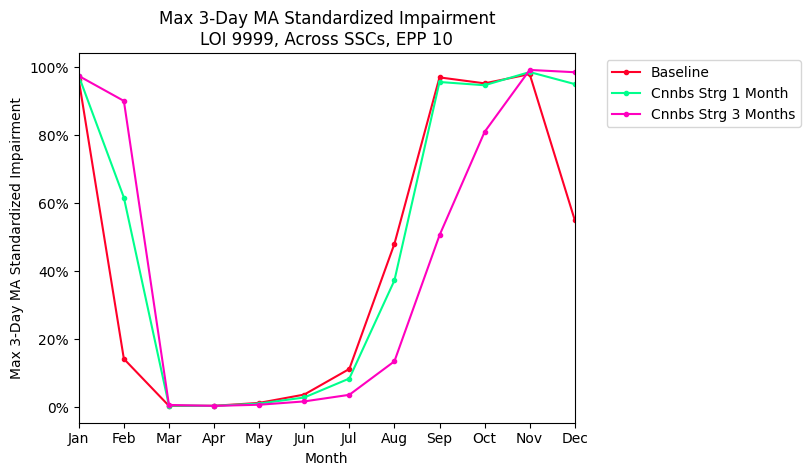 Max 3-Day MA Standardized Impairment
LOI 9999, Across SSCs, EPP 10
Max 3-Day MA Standardized Impairment
100%
80%
60%
40%
20%
0%
Jan Feb Mar Apr May Jun Jul Aug Sep Oct Nov Dec
Month
Baseline
Cnnbs Strg 1 Month
Cnnbs Strg 3 Months